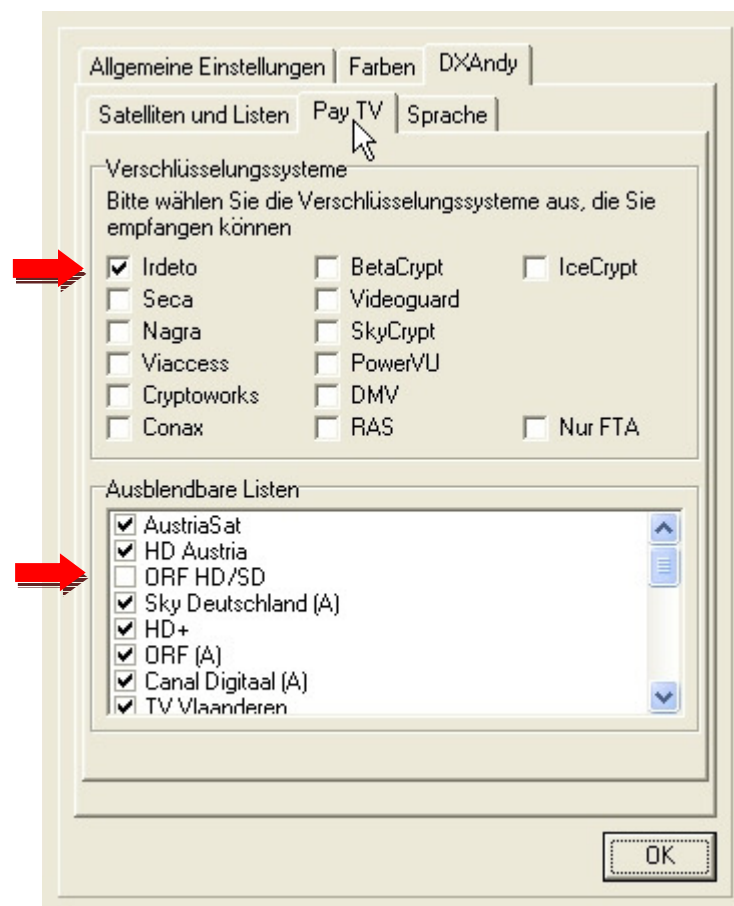 Allgemeine Einstellungen Farben DXAndy
Satelliten und Listen Pay TV Sprache
Verschlüsselungssysteme
Bitte wählen Sie die Verschlüsselungssysteme aus, die Sie
empfangen können
Irdeto BetaCrypt IceCrypt
Seca Videoguard
Nagra SkyCrypt
Viaccess PowerVU
Cryptoworks DMV
Conax RAS Nur FTA
Ausblendbare Listen
AustriaSat
HD Austria
ORF HD/SD
Sky Deutschland (A)
HD+
ORF (A)
Canal Digitaal (A)
TV Vlaanderen
OK